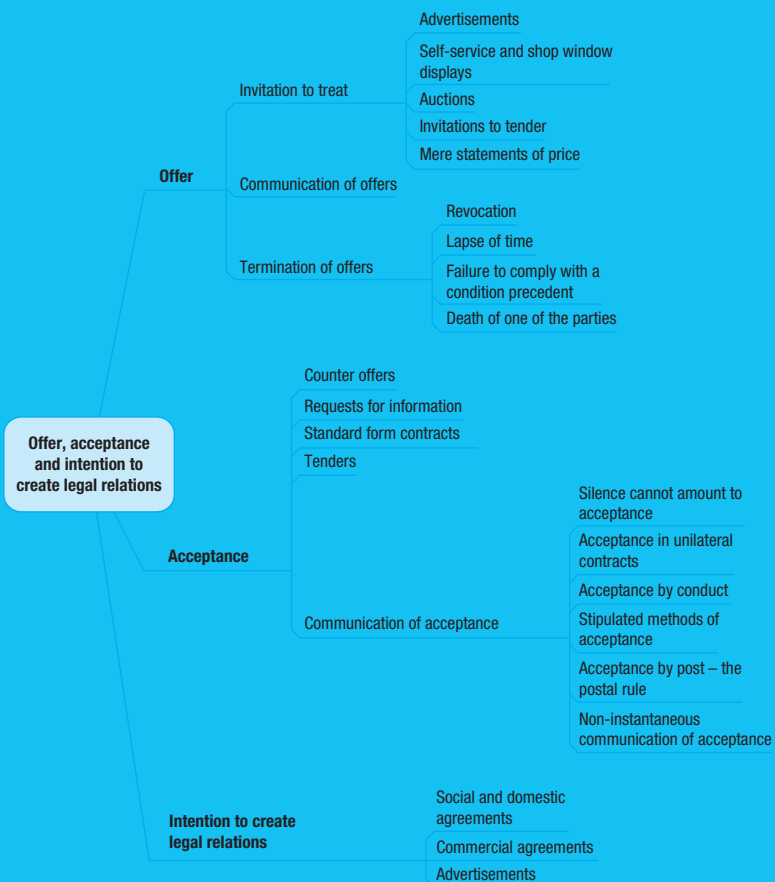 Advertisements
Self-service and shop window
displays
Invitation to treat
Auctions
Invitations to tender
Mere statements of price
Offer
Communication of offers
Revocation
Lapse of time
Termination of offers
Failure to comply with a
condition precedent
Death of one of the parties
Counter offers
Requests for information
Standard form contracts
Tenders
Offer, acceptance
and intention to
create legal relations
Silence cannot amount to
acceptance
Acceptance in unilateral
contracts
Acceptance
Acceptance by conduct
Communication of acceptance
Stipulated methods of
acceptance
Acceptance by post – the
postal rule
Non-instantaneous
communication of acceptance
Intention to create
legal relations
Social and domestic
agreements
Commercial agreements
Advertisements